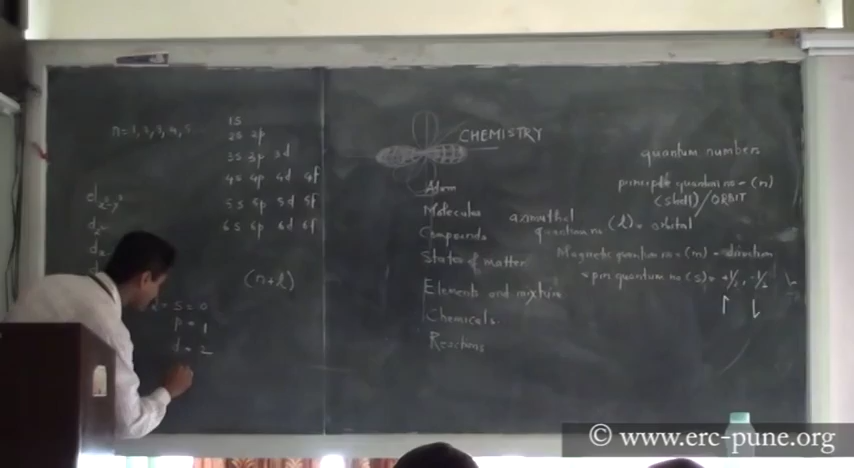 n=1,2,3,4,5
1s
2s 2p
3s 3p 3d
4s 4p 4d 4f
5s 5p 5d 5f
6s 6p 6d 6f
(n+l)
s=0
p=1
d=2
CHEMISTRY
Atom
Molecules
Compounds
States of matter
Elements and mixture
Chemicals.
Reactions
quantum number
principle quantum no - (n)
(shell)/ORBIT
azimuthal
quantum no (l) = orbital
Magnetic quantum no = (m) = direction
spin quantum no (s) = +1/2, -1/2
© www.erc-pune.org